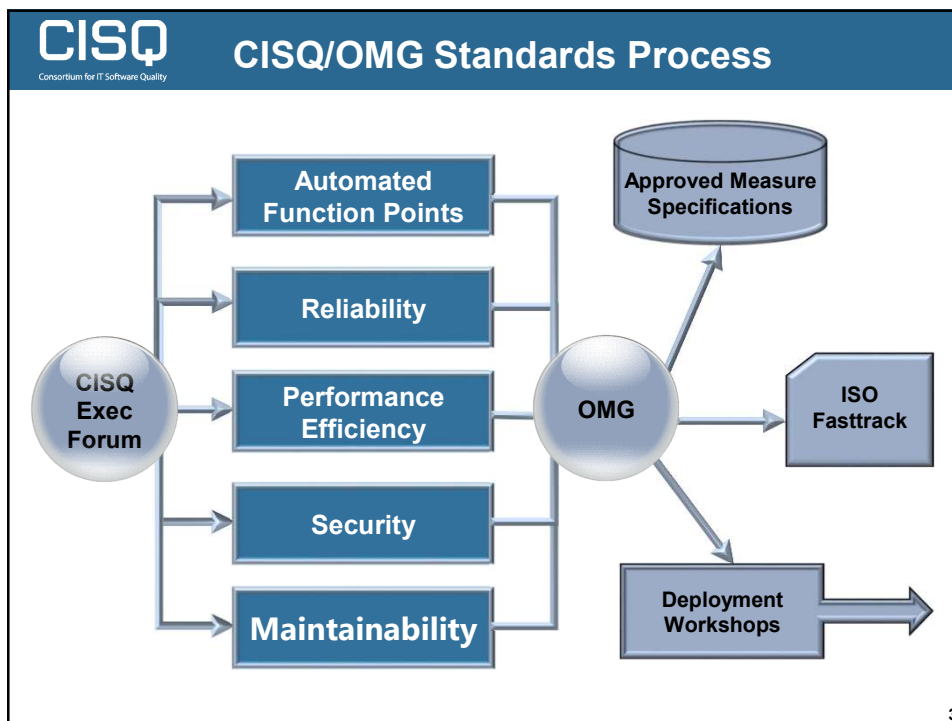 CISQ
Consortium for IT Software Quality
CISQ/OMG Standards Process
Automated
Function Points
Reliability
Performance
Efficiency
Security
Maintainability
CISQ
Exec
Forum
OMG
Approved Measure
Specifications
ISO
Fasttrack
Deployment
Workshops